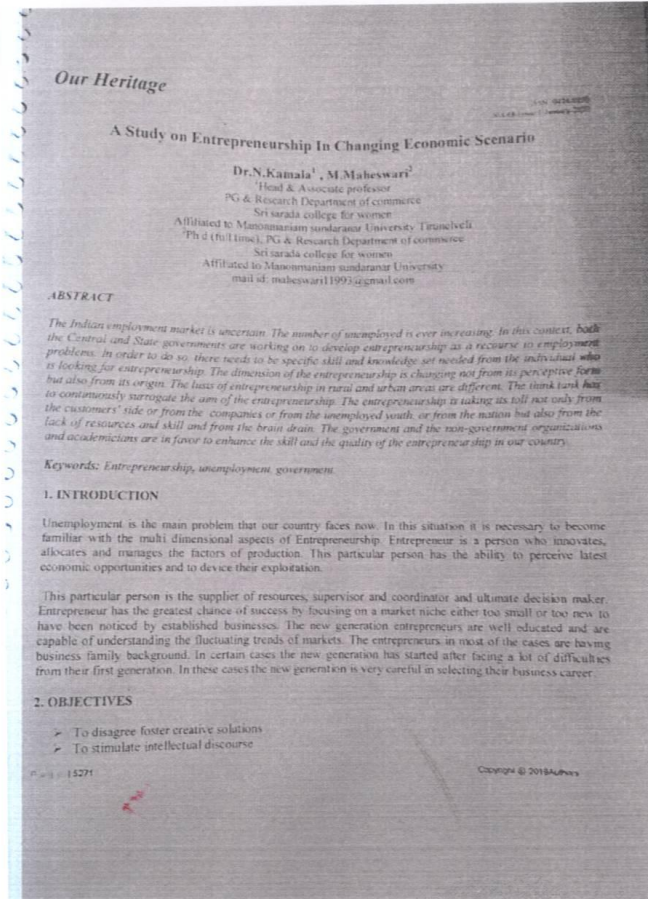 Our Heritage
A Study on Entrepreneurship In Changing Economic Scenario
Dr.N.Kamala1 , M.Maheswari2
1Head & Associate professor
PG & Research Department of commerce
Sri sarada college for women
Affiliated to Manonmaniam sundaranar University Tirunelveli
2Ph d (full time), PG & Research Department of commerce
Sri sarada college for women
Affiliated to Manonmaniam sundaranar University
mail id: maheswari11993@gmail.com
ABSTRACT
The Indian employment market is uncertain. The number of unemployed is ever increasing. In this context, both
the Central and State governments are working on to develop entrepreneurship as a recourse to employment
problems. In order to do so, there needs to be specific skill and knowledge set needed from the individual who
is looking for entrepreneurship. The dimension of the entrepreneurship is changing not from its perceptive form
but also from its origin. The lusts of entrepreneurship in rural and urban areas are different. The think tank has
to continuously surrogate the aim of the entrepreneurship. The entrepreneurship is taking its toll not only from
the customers' side or from the companies or from the unemployed youth, or from the nation but also from the
lack of resources and skill and from the brain drain. The government and the non-government organizations
and academicians are in favor to enhance the skill and the quality of the entrepreneurship in our country.
Keywords: Entrepreneurship, unemployment, government.
1. INTRODUCTION
Unemployment is the main problem that our country faces now. In this situation it is necessary to become
familiar with the multi dimensional aspects of Entrepreneurship. Entrepreneur is a person who innovates,
allocates and manages the factors of production. This particular person has the ability to perceive latest
economic opportunities and to device their exploitation.
This particular person is the supplier of resources, supervisor and coordinator and ultimate decision maker.
Entrepreneur has the greatest chance of success by focusing on a market niche either too small or too new to
have been noticed by established businesses. The new generation entrepreneurs are well educated and are
capable of understanding the fluctuating trends of markets. The entrepreneurs in most of the cases are having
business family background. In certain cases the new generation has started after facing a lot of difficulties
from their first generation. In these cases the new generation is very careful in selecting their business career.
2. OBJECTIVES
➢ To disagree foster creative solutions
➢ To stimulate intellectual discourse
15271
Copyright @ 2019Authors